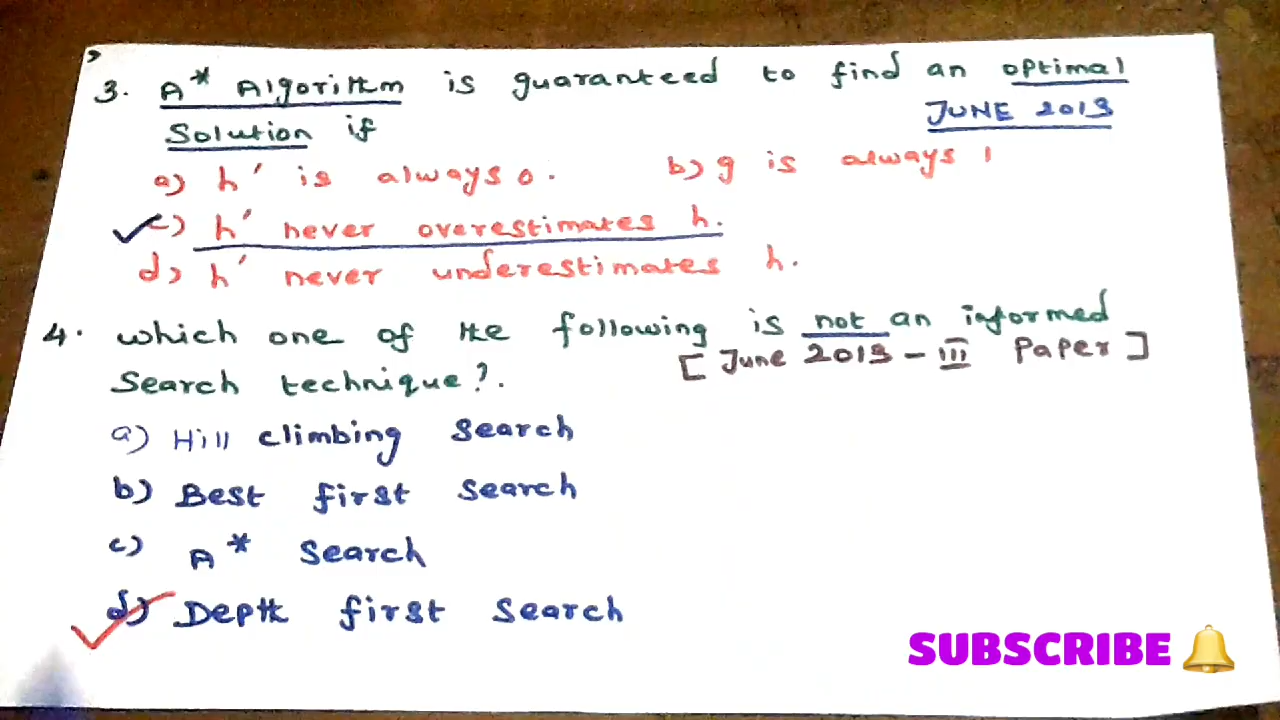 3. A* Algorithm is guaranteed to find an optimal
Solution if JUNE 2013
a) h' is always 0. b) g is always 1
c) h' never overestimates h.
d) h' never underestimates h.
4. which one of the following is not an informed
Search technique?. [June 2013 - III Paper]
a) Hill climbing Search
b) Best first search
c) A* Search
d) Depth first search
SUBSCRIBE